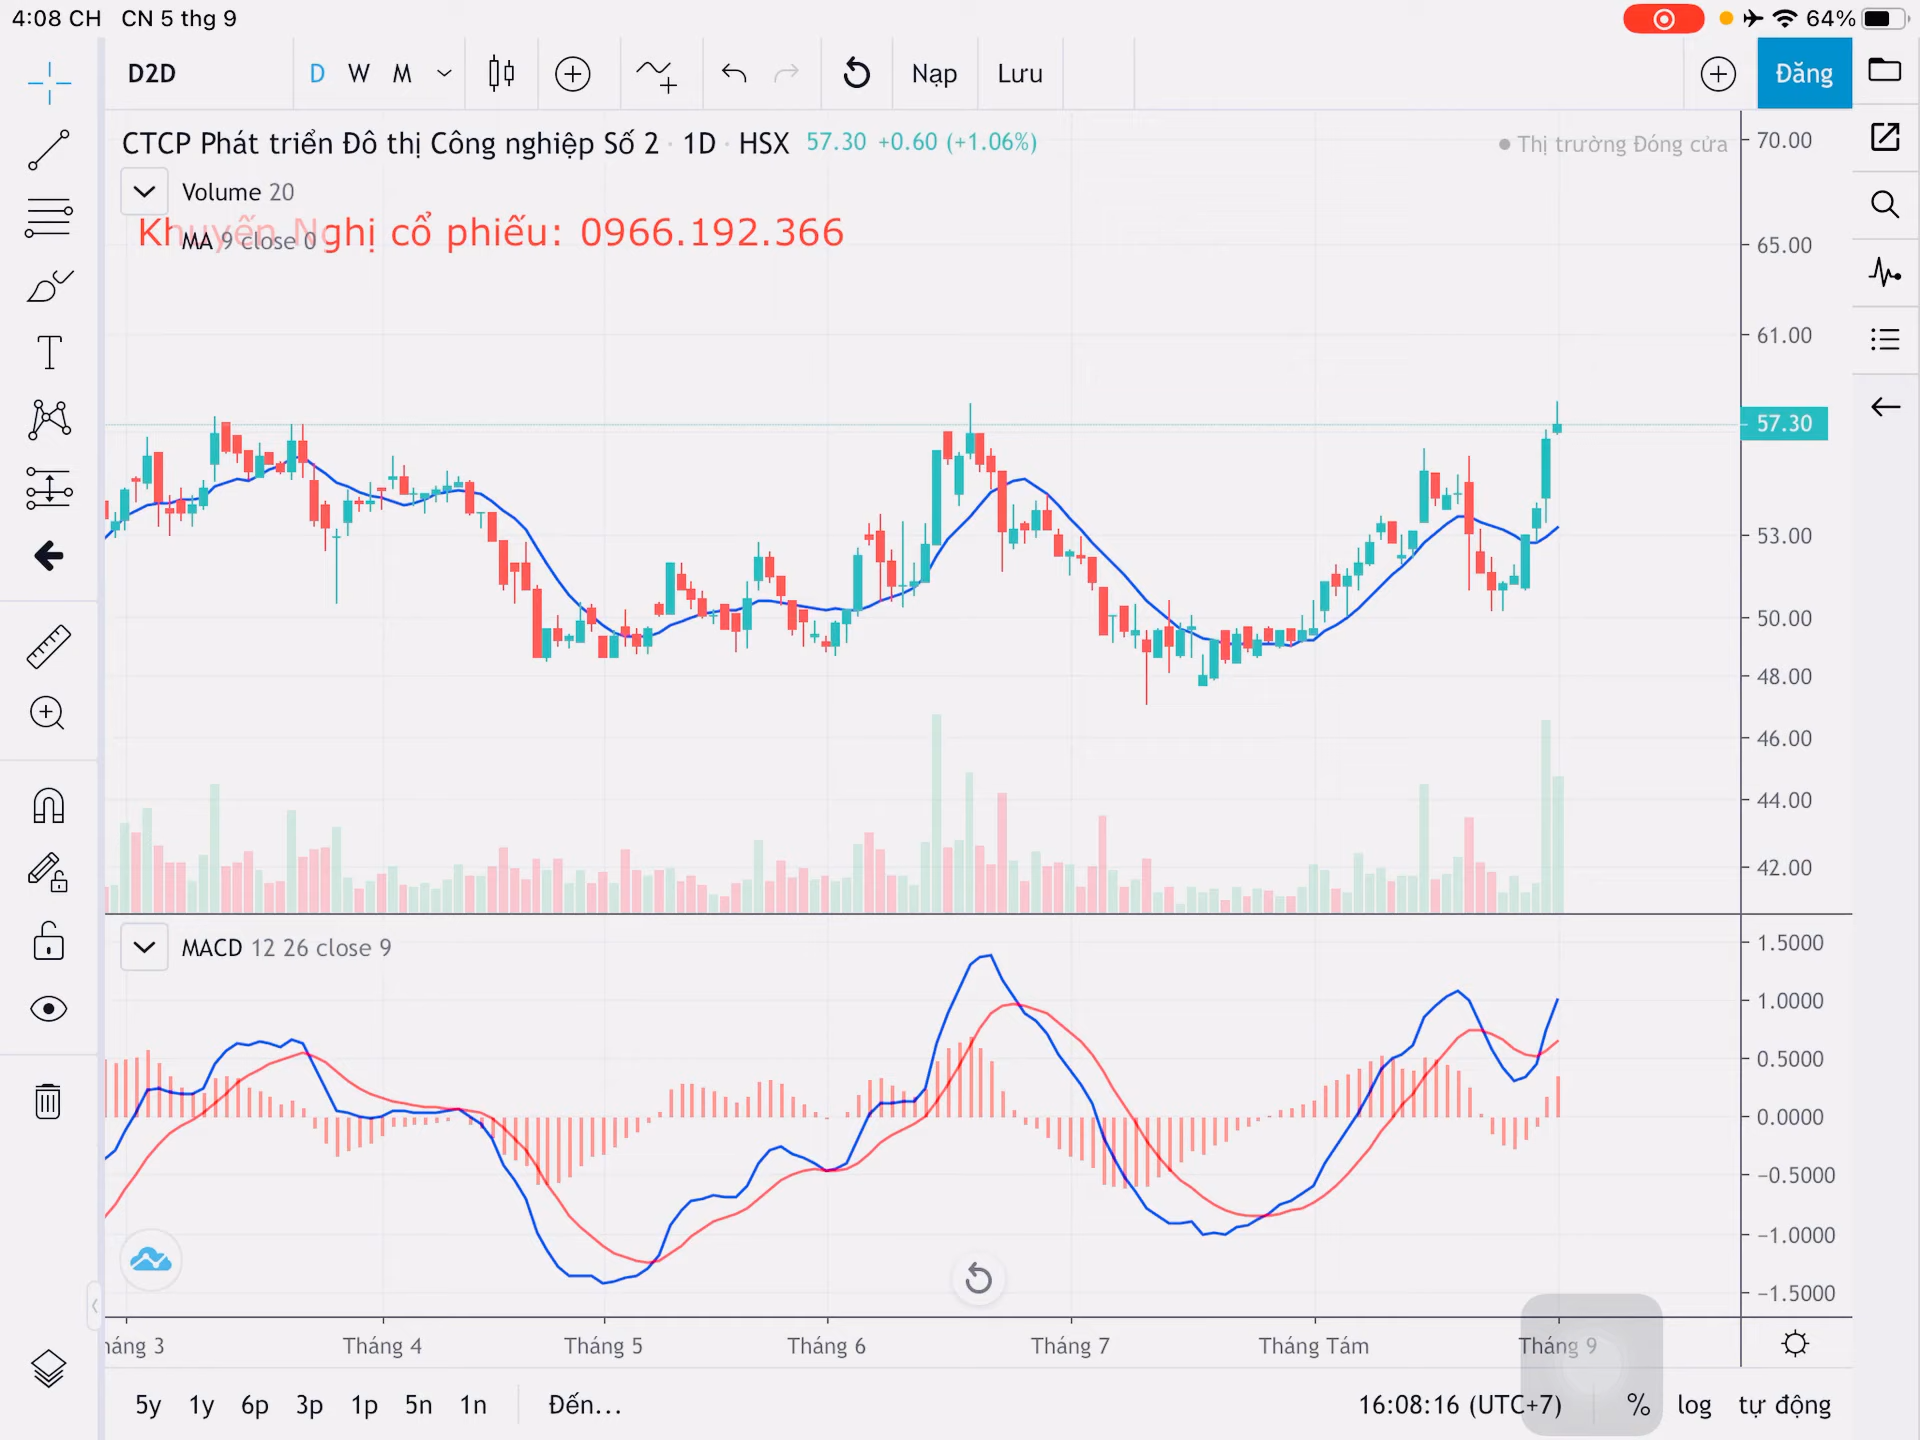 4:08 CH CN 5 thg 9 64%
D2D D W M Nạp Lưu Đăng
CTCP Phát triển Đô thị Công nghiệp Số 2 · 1D · HSX 57.30 +0.60 (+1.06%) Thị trường Đóng cửa
Volume 20
Khuyến Nghị cổ phiếu: 0966.192.366
MA 9 close 0
70.00
65.00
61.00
57.30
53.00
50.00
48.00
46.00
44.00
42.00
MACD 12 26 close 9
1.5000
1.0000
0.5000
0.0000
−0.5000
−1.0000
−1.5000
háng 3 Tháng 4 Tháng 5 Tháng 6 Tháng 7 Tháng Tám Tháng 9
5y 1y 6p 3p 1p 5n 1n Đến... 16:08:16 (UTC+7) % log tự động